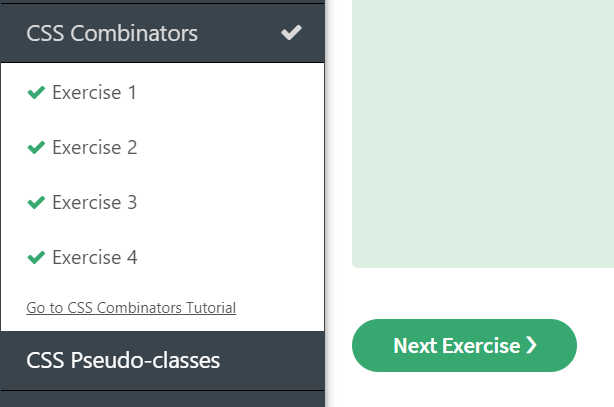 CSS Combinators
Exercise 1
Exercise 2
Exercise 3
Exercise 4
Go to CSS Combinators Tutorial
CSS Pseudo-classes
Next Exercise ❯